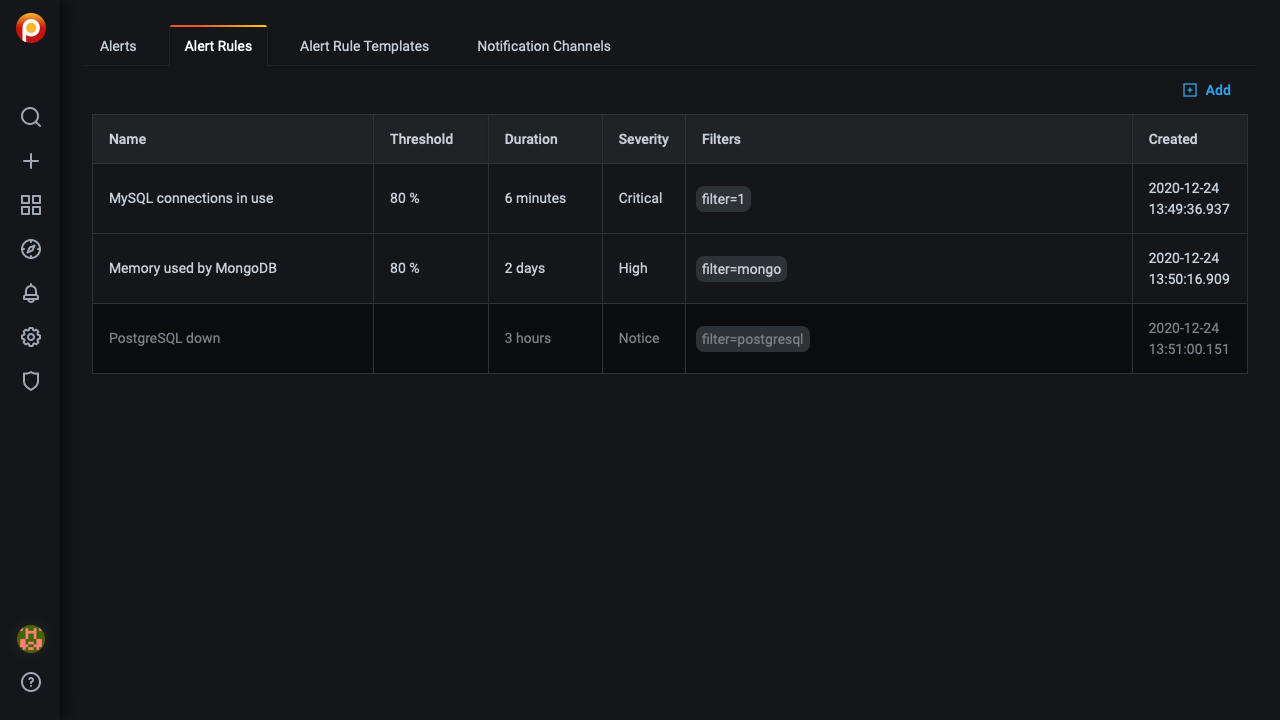 Alerts Alert Rules Alert Rule Templates Notification Channels
Add
Name Threshold Duration Severity Filters Created
MySQL connections in use 80 % 6 minutes Critical filter=1 2020-12-24
13:49:36.937
Memory used by MongoDB 80 % 2 days High filter=mongo 2020-12-24
13:50:16.909
PostgreSQL down 3 hours Notice filter=postgresql 2020-12-24
13:51:00.151